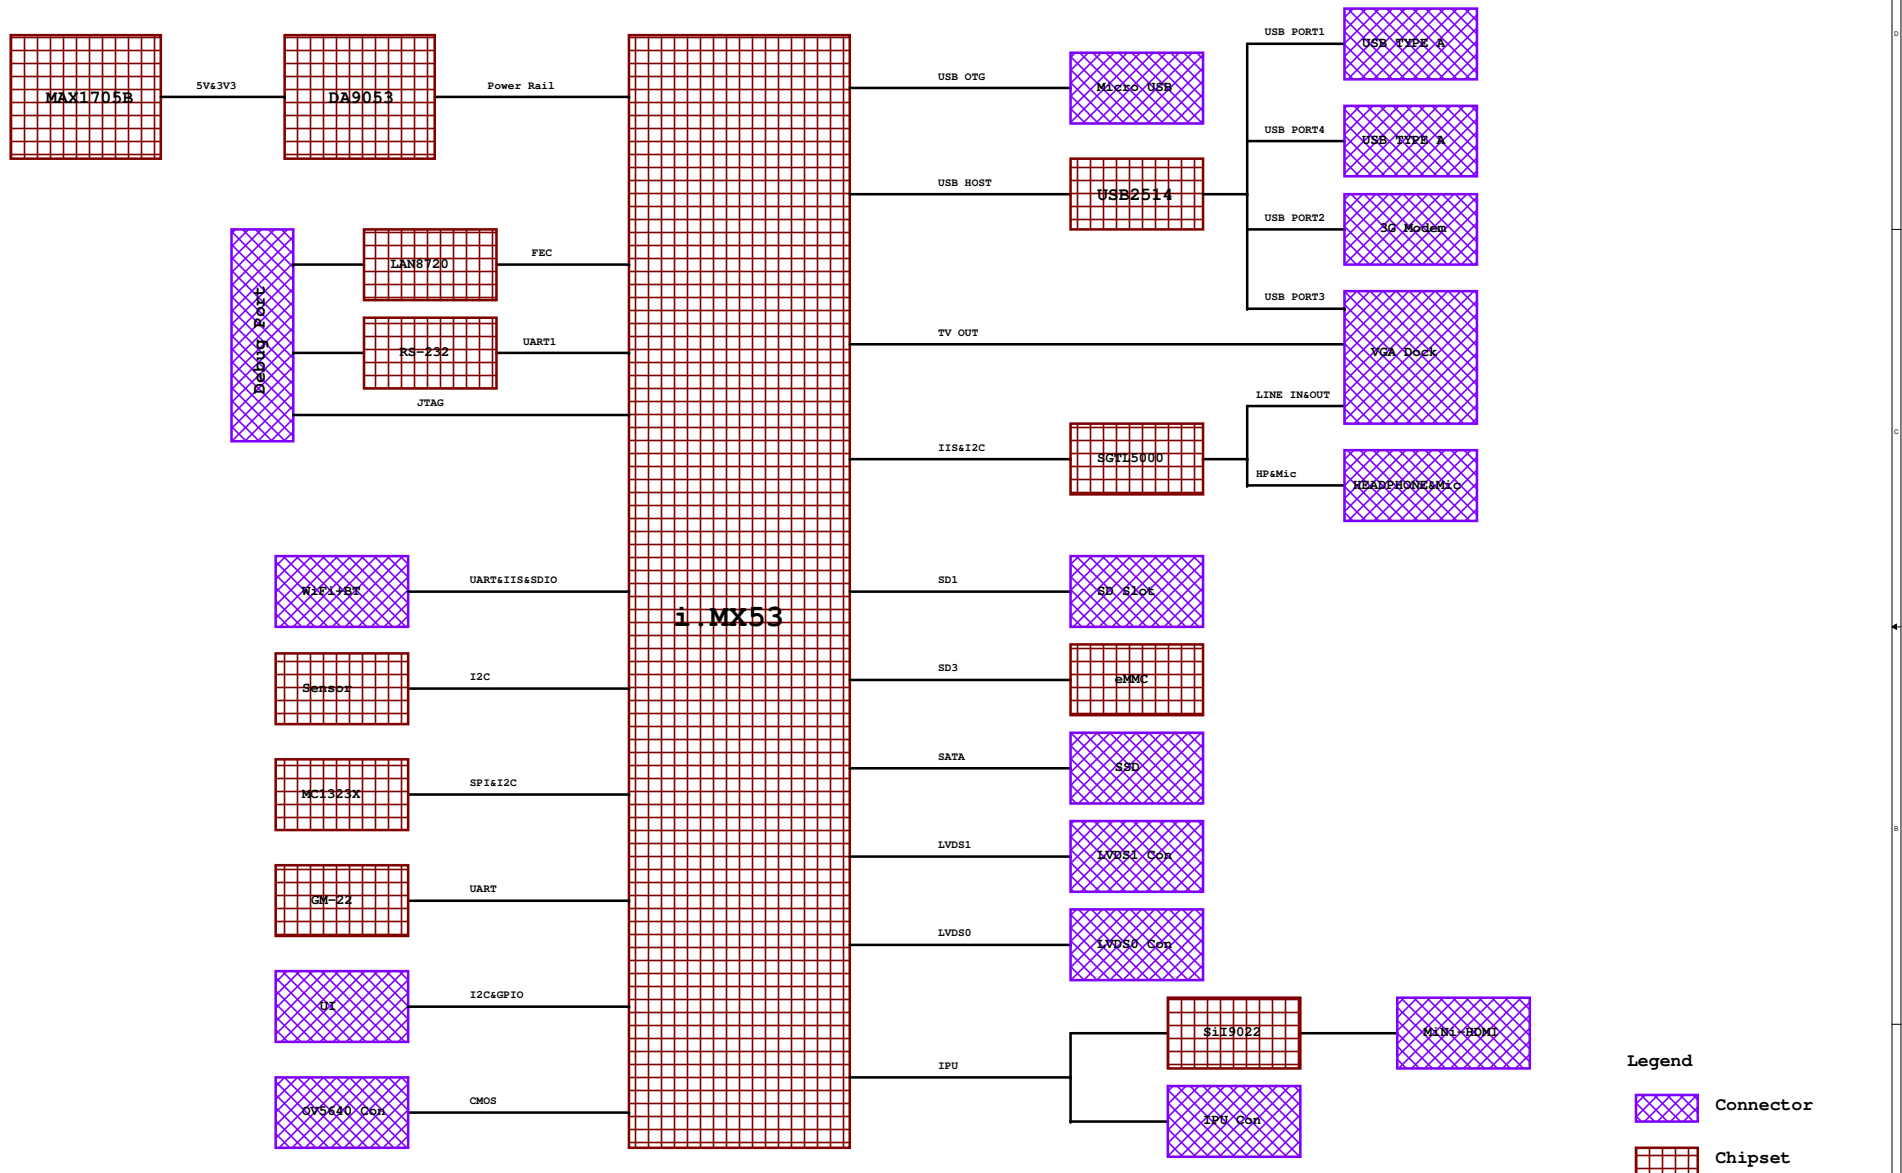 D
USB PORT1
USB TYPE A
MAX1705B
5V&3V3
DA9053
Power Rail
USB OTG
Micro USB
USB PORT4
USB TYPE A
USB HOST
USB2514
USB PORT2
3G Modem
Debug Port
LAN8720
FEC
USB PORT3
RS-232
UART1
TV OUT
VGA Dock
JTAG
LINE IN&OUT
C
IIS&I2C
SGTL5000
HP&Mic
HEADPHONE&Mic
WiFi+BT
UART&IIS&SDIO
i.MX53
SD1
SD Slot
Sensor
I2C
SD3
eMMC
SATA
SSD
MC1323X
SPI&I2C
LVDS1
LVDS1 Con
B
GM-22
UART
LVDS0
LVDS0 Con
UI
I2C&GPIO
SiI9022
MiNi-HDMI
IPU
Legend
OV5640 Con
CMOS
IPU Con
Connector
Chipset